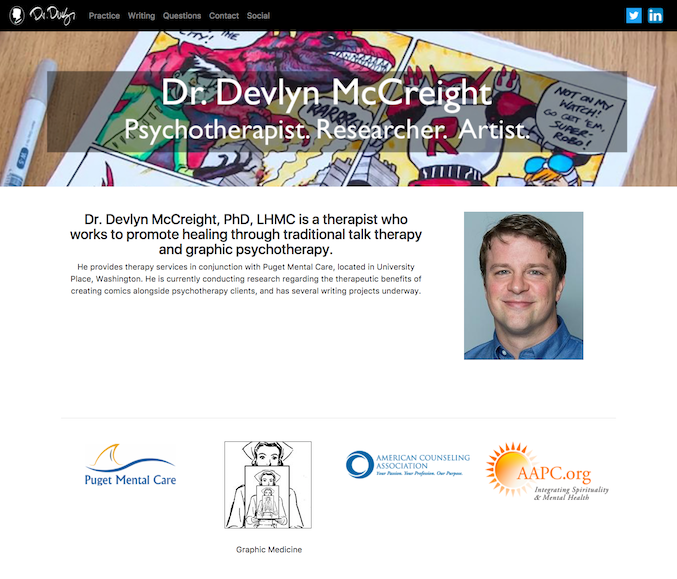 Dr. Devlyn Practice Writing Questions Contact Social
Dr. Devlyn McCreight
Psychotherapist. Researcher. Artist.
NOT ON MY
WATCH!
GO GET 'EM,
SUPER-
ROBO!
R
Dr. Devlyn McCreight, PhD, LHMC is a therapist who
works to promote healing through traditional talk therapy
and graphic psychotherapy.
He provides therapy services in conjunction with Puget Mental Care, located in University
Place, Washington. He is currently conducting research regarding the therapeutic benefits of
creating comics alongside psychotherapy clients, and has several writing projects underway.
Puget Mental Care
Graphic Medicine
AMERICAN COUNSELING
ASSOCIATION
Your Passion. Your Profession. Our Purpose.
AAPC.org
Integrating Spirituality
& Mental Health